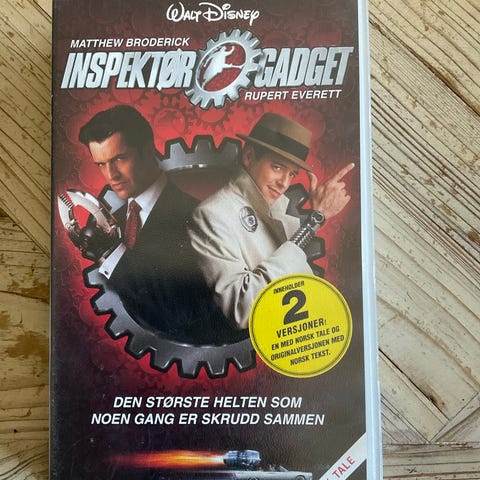 WALT DISNEY
MATTHEW BRODERICK
INSPEKTØR GADGET
RUPERT EVERETT
INNEHOLDER
2
VERSJONER!
EN MED NORSK TALE OG
ORIGINALVERSJONEN MED
NORSK TEKST.
DEN STØRSTE HELTEN SOM
NOEN GANG ER SKRUDD SAMMEN
TALE